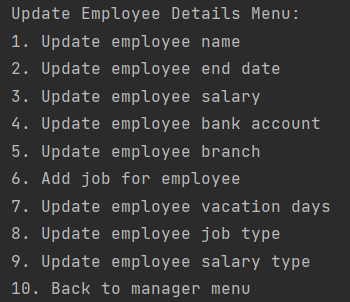 Update Employee Details Menu:
1. Update employee name
2. Update employee end date
3. Update employee salary
4. Update employee bank account
5. Update employee branch
6. Add job for employee
7. Update employee vacation days
8. Update employee job type
9. Update employee salary type
10. Back to manager menu